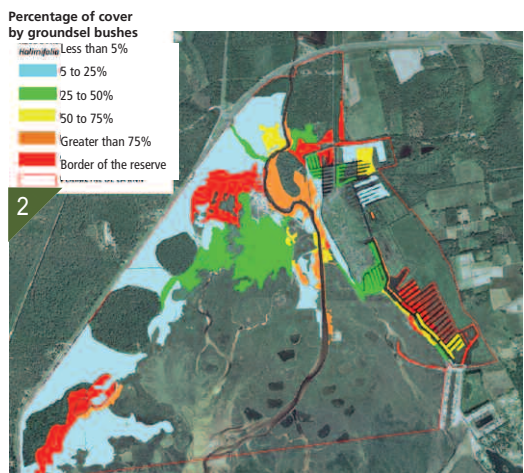 Percentage of cover
by groundsel bushes
Halimifolia
Less than 5%
5 to 25%
25 to 50%
50 to 75%
Greater than 75%
Border of the reserve
2